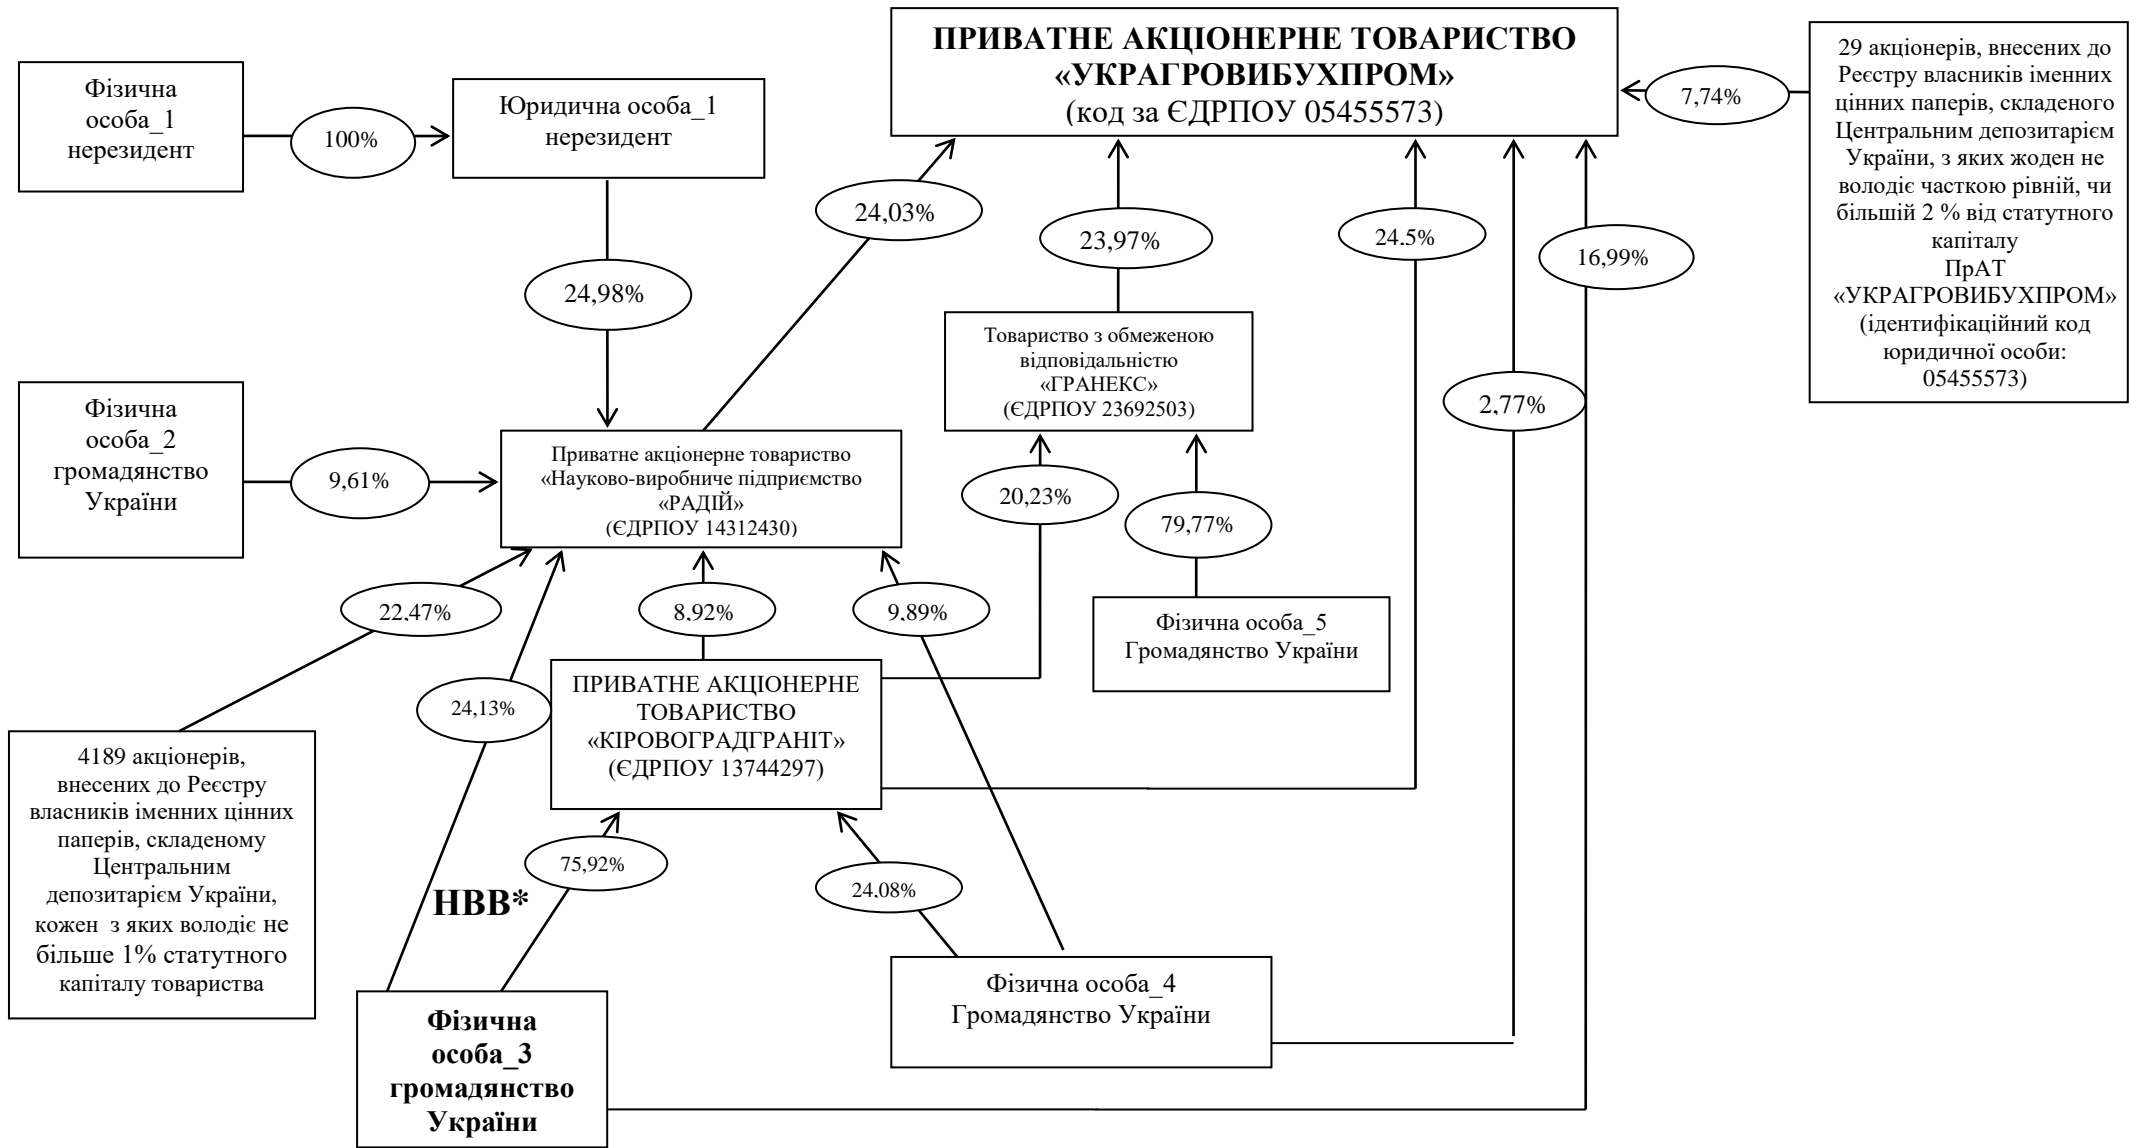 ПРИВАТНЕ АКЦІОНЕРНЕ ТОВАРИСТВО
«УКРАГРОВИБУХПРОМ»
(код за ЄДРПОУ 05455573)
Фізична
особа_1
нерезидент
100%
Юридична особа_1
нерезидент
7,74%
29 акціонерів, внесених до
Реєстру власників іменних
цінних паперів, складеного
Центральним депозитарієм
України, з яких жоден не
володіє часткою рівній, чи
більшій 2 % від статутного
капіталу
ПрАТ
«УКРАГРОВИБУХПРОМ»
(ідентифікаційний код
юридичної особи:
05455573)
24,03%
23,97%
24.5%
16,99%
24,98%
2,77%
Товариство з обмеженою
відповідальністю
«ГРАНЕКС»
(ЄДРПОУ 23692503)
Фізична
особа_2
громадянство
України
9,61%
Приватне акціонерне товариство
«Науково-виробниче підприємство
«РАДІЙ»
(ЄДРПОУ 14312430)
20,23%
79,77%
22,47%
8,92%
9,89%
Фізична особа_5
Громадянство України
24,13%
ПРИВАТНЕ АКЦІОНЕРНЕ
ТОВАРИСТВО
«КІРОВОГРАДГРАНІТ»
(ЄДРПОУ 13744297)
4189 акціонерів,
внесених до Реєстру
власників іменних цінних
паперів, складеному
Центральним
депозитарієм України,
кожен з яких володіє не
більше 1% статутного
капіталу товариства
75,92%
24,08%
НВВ*
Фізична особа_4
Громадянство України
Фізична
особа_3
громадянство
України